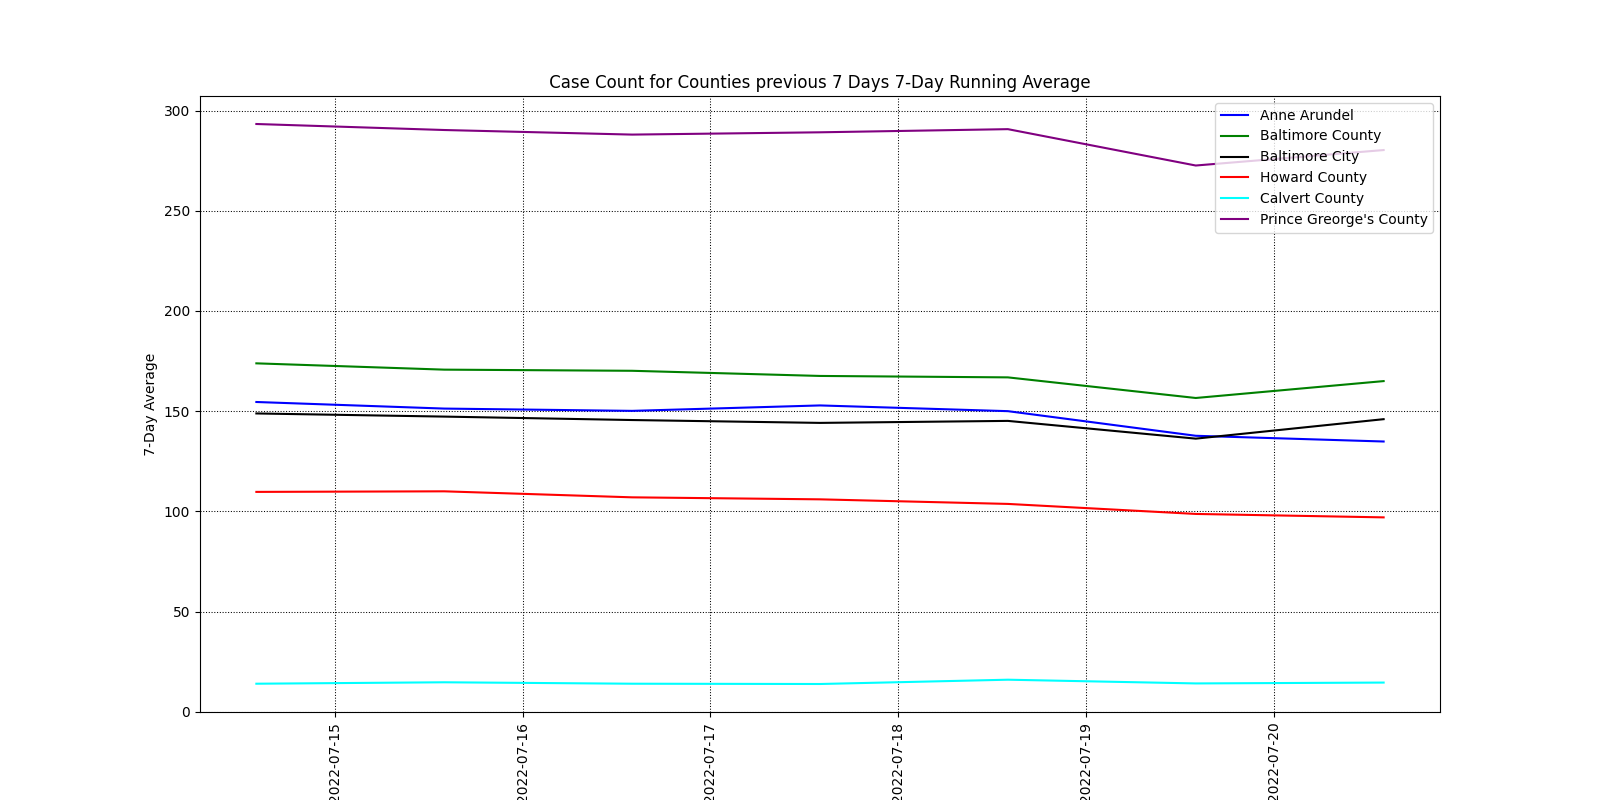 Case Count for Counties previous 7 Days 7-Day Running Average
300
250
200
150
100
50
0
7-Day Average
Anne Arundel
Baltimore County
Baltimore City
Howard County
Calvert County
Prince Greorge's County
2022-07-15
2022-07-16
2022-07-17
2022-07-18
2022-07-19
2022-07-20